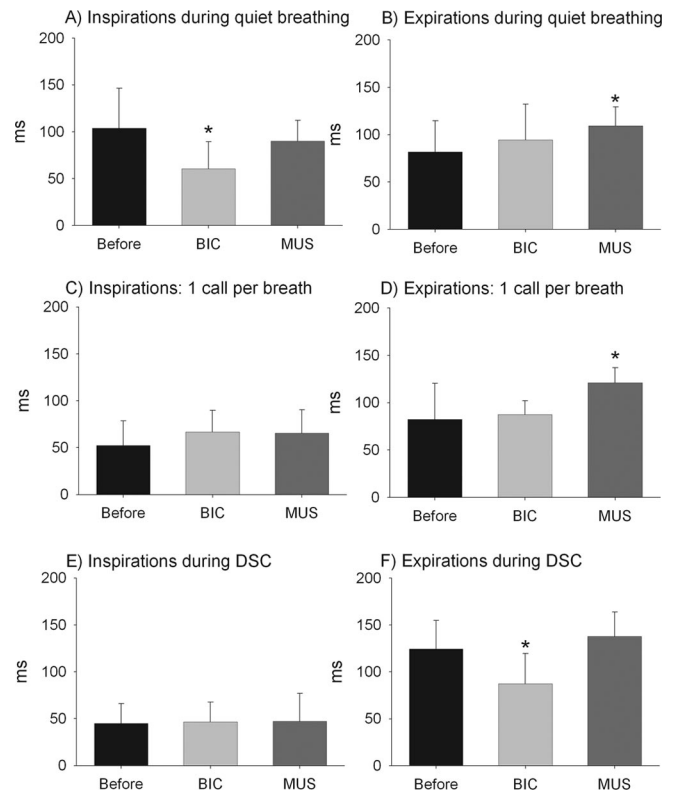 A) Inspirations during quiet breathing
200
150
100
50
0
ms
*
Before BIC MUS
B) Expirations during quiet breathing
200
150
100
50
0
ms
*
Before BIC MUS
C) Inspirations: 1 call per breath
200
150
100
50
0
ms
Before BIC MUS
D) Expirations: 1 call per breath
200
150
100
50
0
ms
*
Before BIC MUS
E) Inspirations during DSC
200
150
100
50
0
ms
Before BIC MUS
F) Expirations during DSC
200
150
100
50
0
ms
*
Before BIC MUS